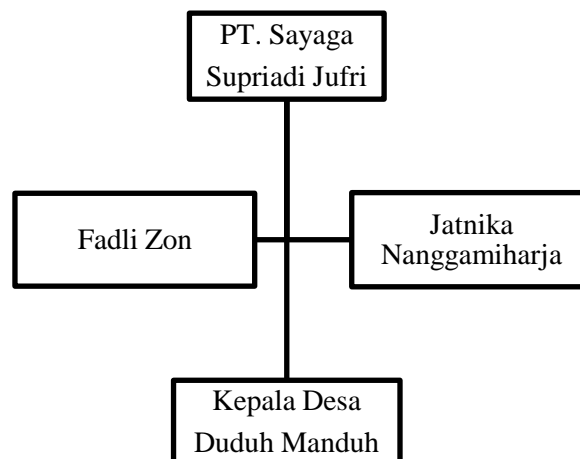 PT. Sayaga
Supriadi Jufri
Fadli Zon
Jatnika
Nanggamiharja
Kepala Desa
Duduh Manduh